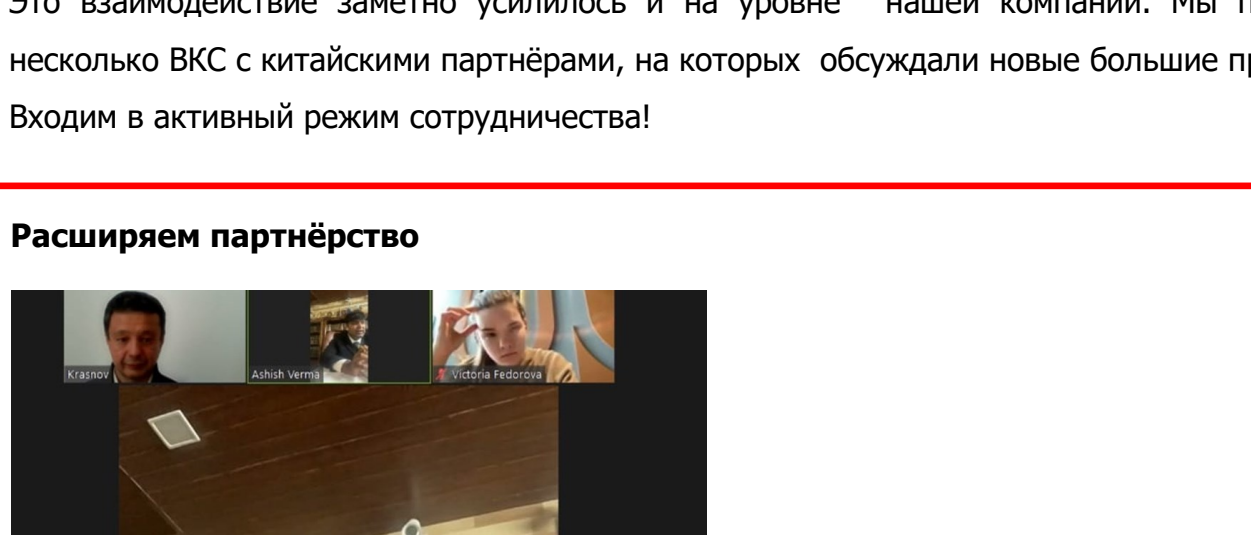 Это взаимодействие заметно усилилось и на уровне нашей компании. Мы
несколько ВКС с китайскими партнёрами, на которых обсуждали новые большие
Входим в активный режим сотрудничества!
Расширяем партнёрство
Krasnov
Ashish Verma
Victoria Fedorova